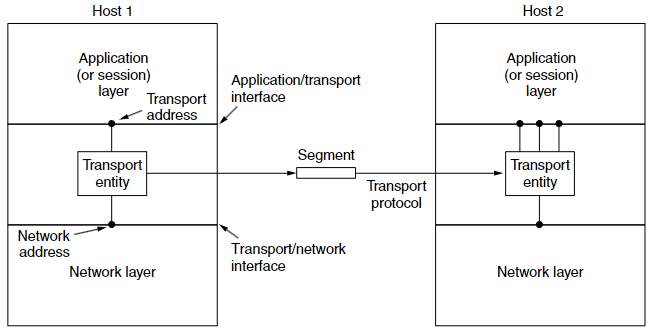 Host 1
Host 2
Application
(or session)
layer
Transport
address
Application/transport
interface
Application
(or session)
layer
Transport
entity
Segment
Transport
protocol
Transport
entity
Network
address
Transport/network
interface
Network layer
Network layer